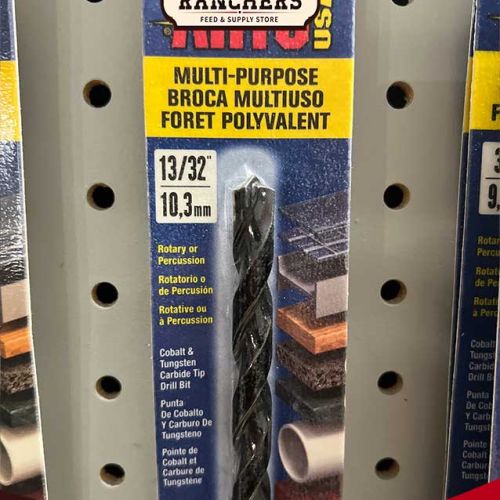 RANCHERS
FEED & SUPPLY STORE
USA
MULTI-PURPOSE
BROCA MULTIUSO
FORET POLYVALENT
13/32"
10,3mm
Rotary or
Percussion
Rotatorio o
de Percusión
Rotative ou
à Percussion
Cobalt &
Tungsten
Carbide Tip
Drill Bit
Punta
De Cobalto
Y Carburo De
Tungsteno
Pointe de
Cobalt et
Carbure de
Tungstène